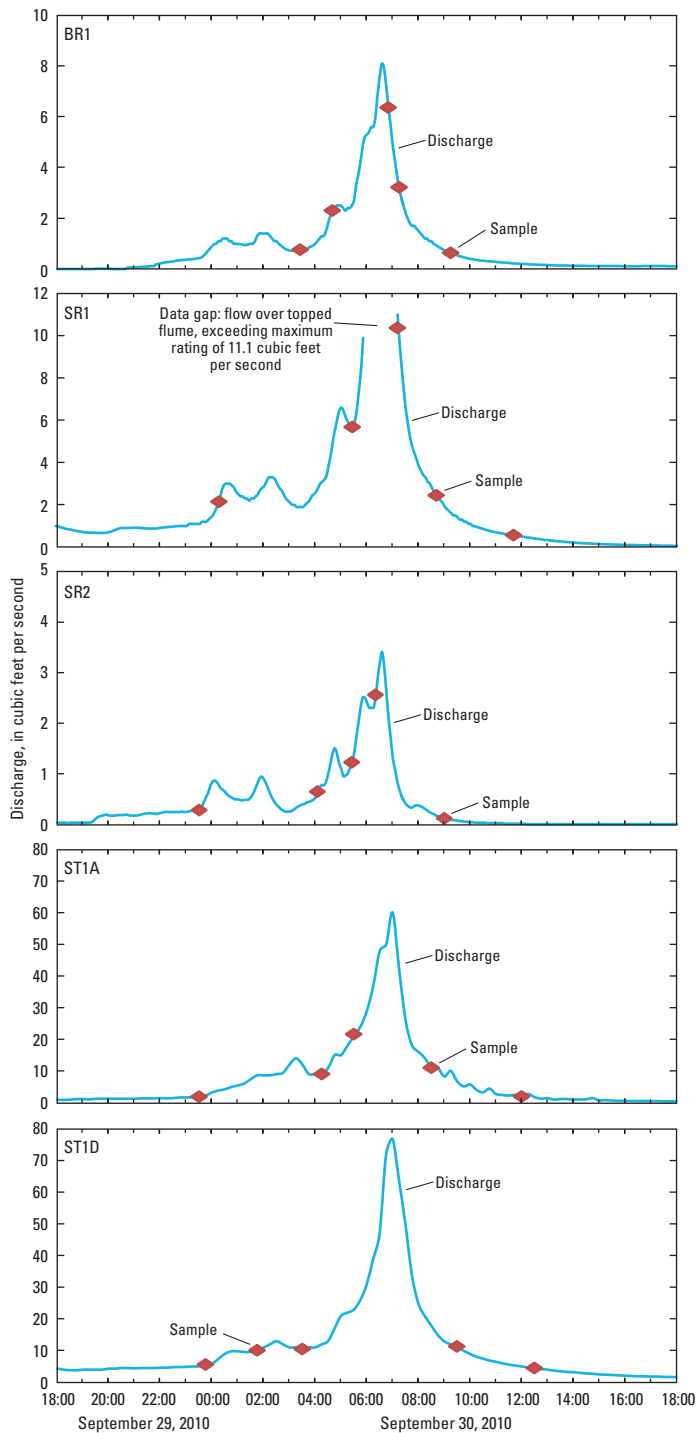 Discharge, in cubic feet per second
10
BR1
8
6
4
2
0
Discharge
Sample
12
SR1
10
8
6
4
2
0
Data gap: flow over topped
flume, exceeding maximum
rating of 11.1 cubic feet
per second
Discharge
Sample
5
SR2
4
3
2
1
0
Discharge
Sample
80
ST1A
70
60
50
40
30
20
10
0
Discharge
Sample
80
ST1D
70
60
50
40
30
20
10
0
Discharge
Sample
18:00 20:00 22:00 00:00 02:00 04:00 06:00 08:00 10:00 12:00 14:00 16:00 18:00
September 29, 2010 September 30, 2010